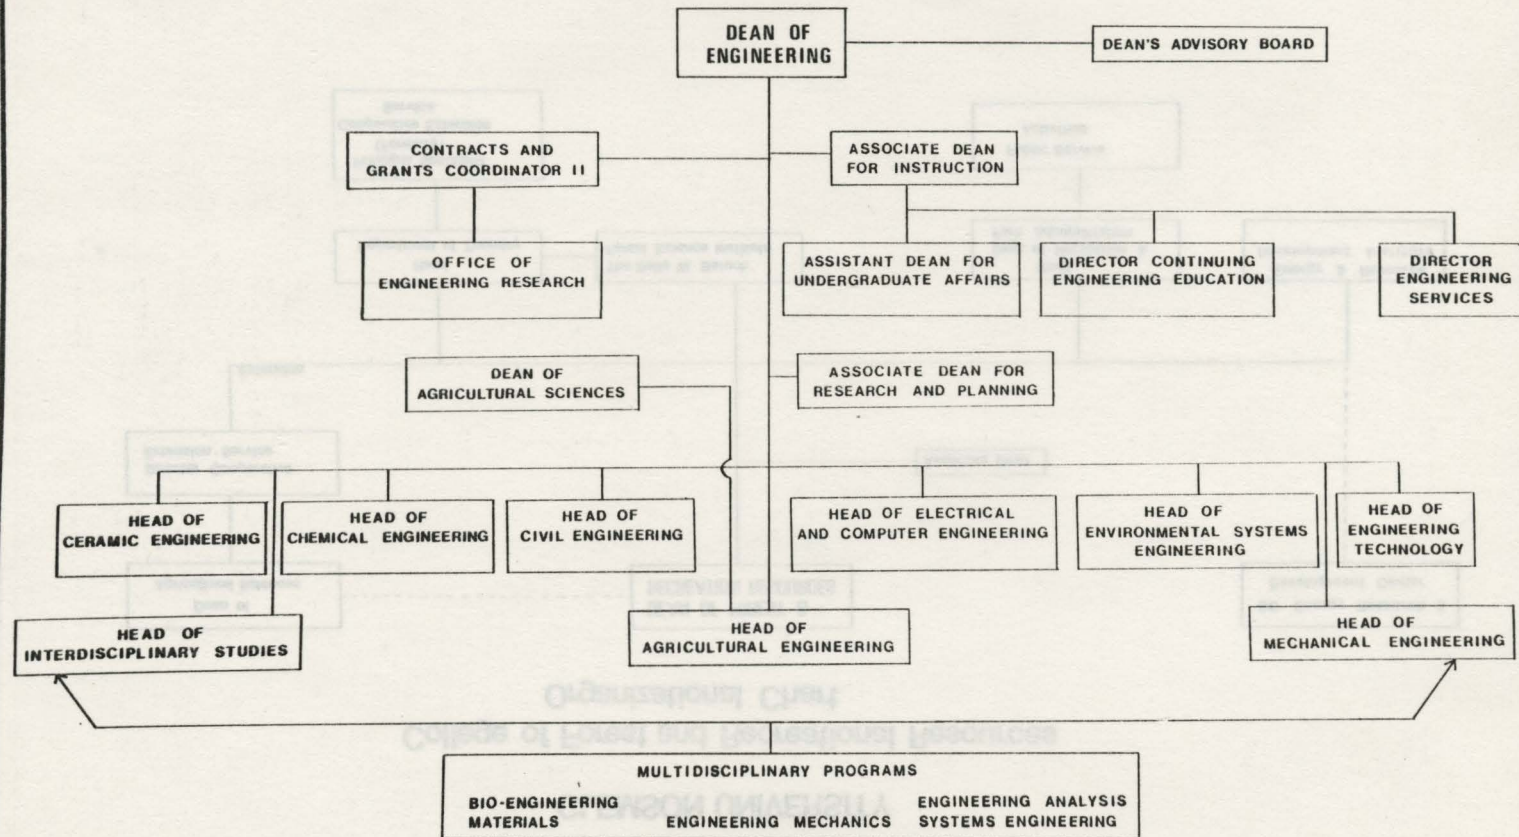 DEAN OF
ENGINEERING
DEAN'S ADVISORY BOARD
CONTRACTS AND
GRANTS COORDINATOR II
ASSOCIATE DEAN
FOR INSTRUCTION
OFFICE OF
ENGINEERING RESEARCH
ASSISTANT DEAN FOR
UNDERGRADUATE AFFAIRS
DIRECTOR CONTINUING
ENGINEERING EDUCATION
DIRECTOR
ENGINEERING
SERVICES
DEAN OF
AGRICULTURAL SCIENCES
ASSOCIATE DEAN FOR
RESEARCH AND PLANNING
HEAD OF
CERAMIC ENGINEERING
HEAD OF
CHEMICAL ENGINEERING
HEAD OF
CIVIL ENGINEERING
HEAD OF ELECTRICAL
AND COMPUTER ENGINEERING
HEAD OF
ENVIRONMENTAL SYSTEMS
ENGINEERING
HEAD OF
ENGINEERING
TECHNOLOGY
HEAD OF
INTERDISCIPLINARY STUDIES
HEAD OF
AGRICULTURAL ENGINEERING
HEAD OF
MECHANICAL ENGINEERING
MULTIDISCIPLINARY PROGRAMS
BIO-ENGINEERING ENGINEERING ANALYSIS
MATERIALS ENGINEERING MECHANICS SYSTEMS ENGINEERING
Organizational Chart
College of Forest and Recreational Resources
CLEMSON UNIVERSITY